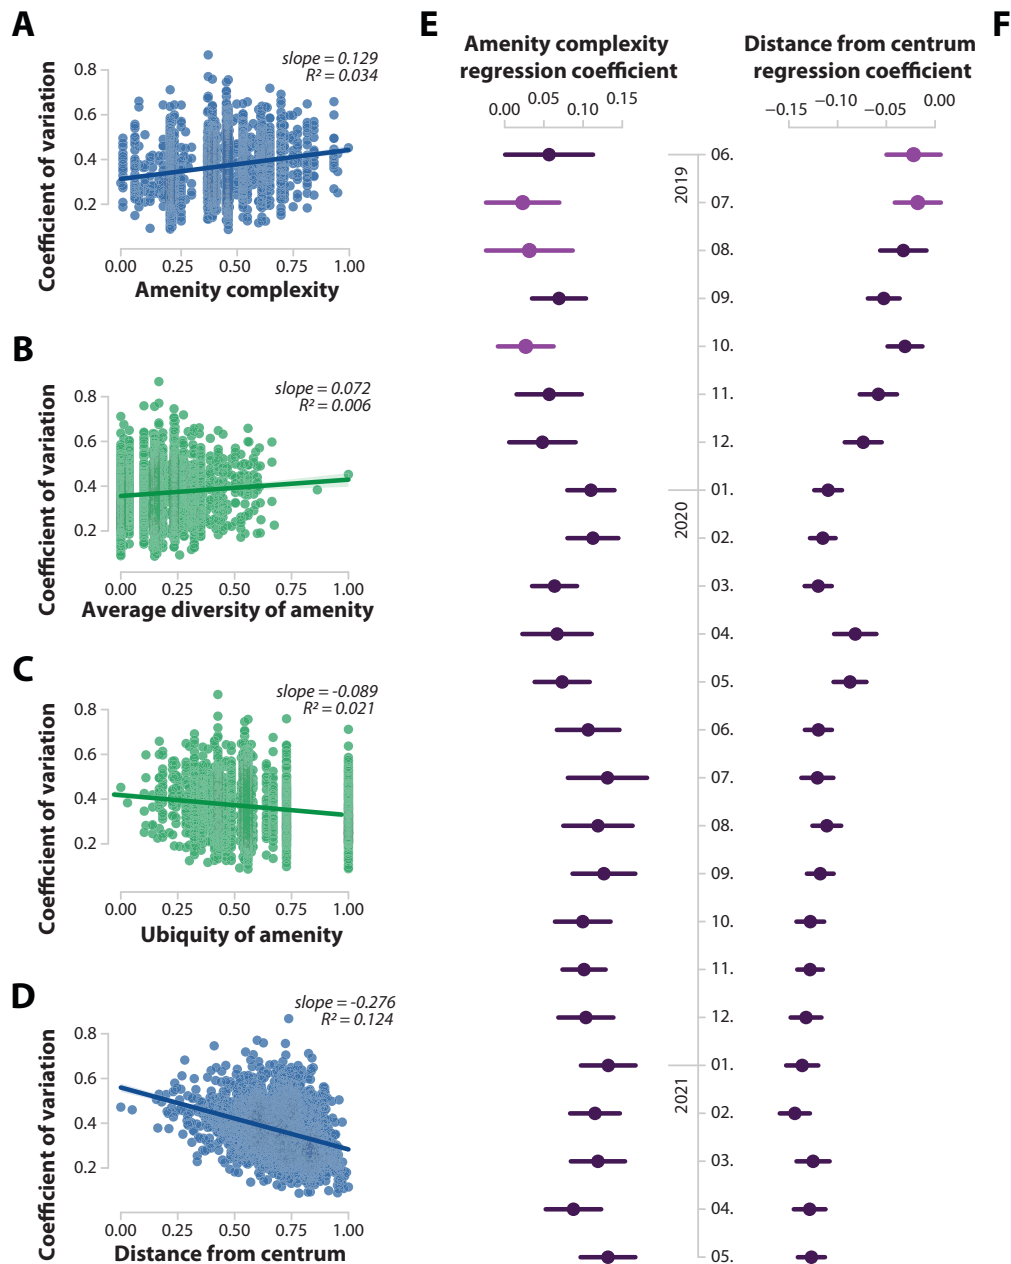 A
slope = 0.129
R² = 0.034
Coefficient of variation
0.8
0.6
0.4
0.2
0.00 0.25 0.50 0.75 1.00
Amenity complexity
B
slope = 0.072
R² = 0.006
Coefficient of variation
0.8
0.6
0.4
0.2
0.00 0.25 0.50 0.75 1.00
Average diversity of amenity
C
slope = -0.089
R² = 0.021
Coefficient of variation
0.8
0.6
0.4
0.2
0.00 0.25 0.50 0.75 1.00
Ubiquity of amenity
D
slope = -0.276
R² = 0.124
Coefficient of variation
0.8
0.6
0.4
0.2
0.00 0.25 0.50 0.75 1.00
Distance from centrum
E
Amenity complexity
regression coefficient
0.00 0.05 0.10 0.15
2019
06.
07.
08.
09.
10.
11.
12.
2020
01.
02.
03.
04.
05.
06.
07.
08.
09.
10.
11.
12.
2021
01.
02.
03.
04.
05.
F
Distance from centrum
regression coefficient
−0.15 −0.10 −0.05 0.00